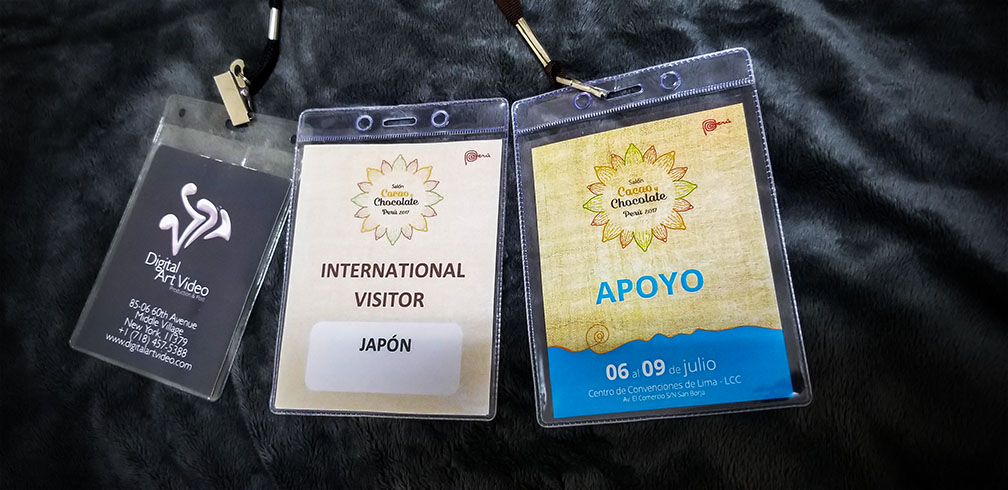 Digital
Art Video
Production & Post
85-06 60th Avenue
Middle Village
New York, 11379
+1 (718) 457-5388
www.digitalartvideo.com
Perú
Salón
Cacao y
Chocolate
Perú 2017
INTERNATIONAL
VISITOR
JAPÓN
Perú
Salón
Cacao y
Chocolate
Perú 2017
APOYO
06 al 09 de julio
Centro de Convenciones de Lima - LCC
Av. El Comercio S/N San Borja